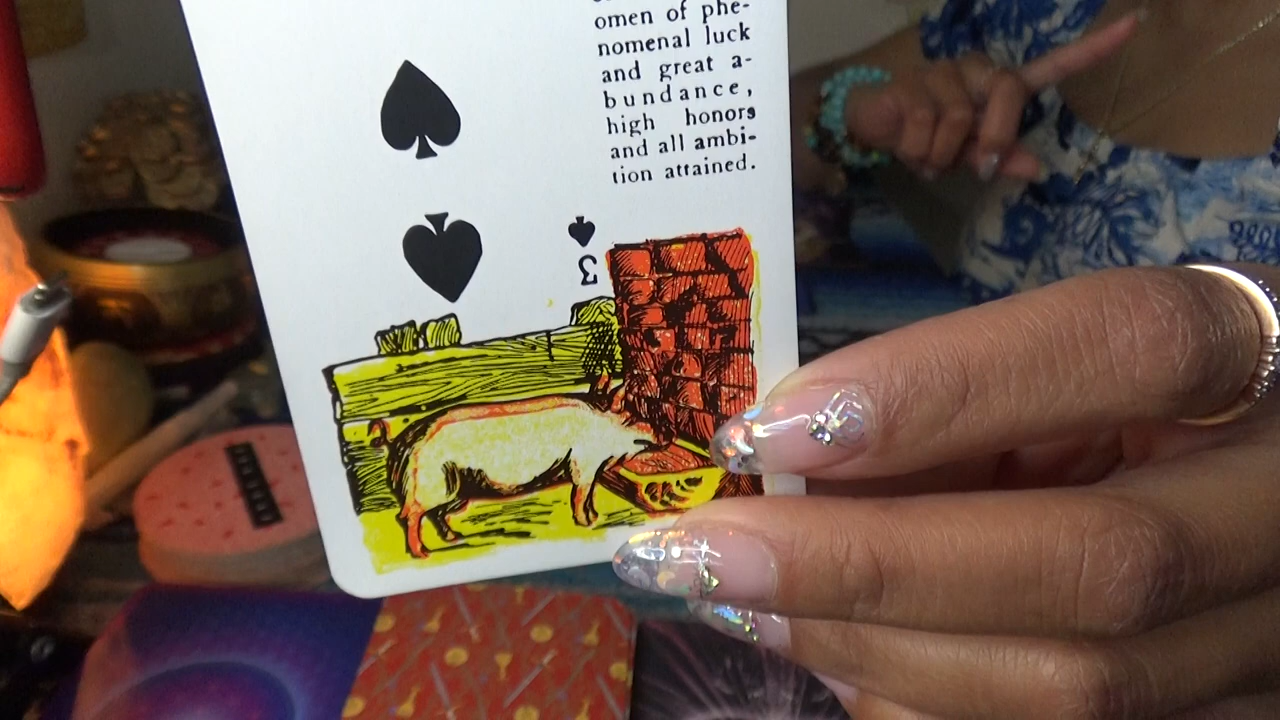 omen of phe-
nomenal luck
and great a-
bundance,
high honors
and all ambi-
tion attained.
3